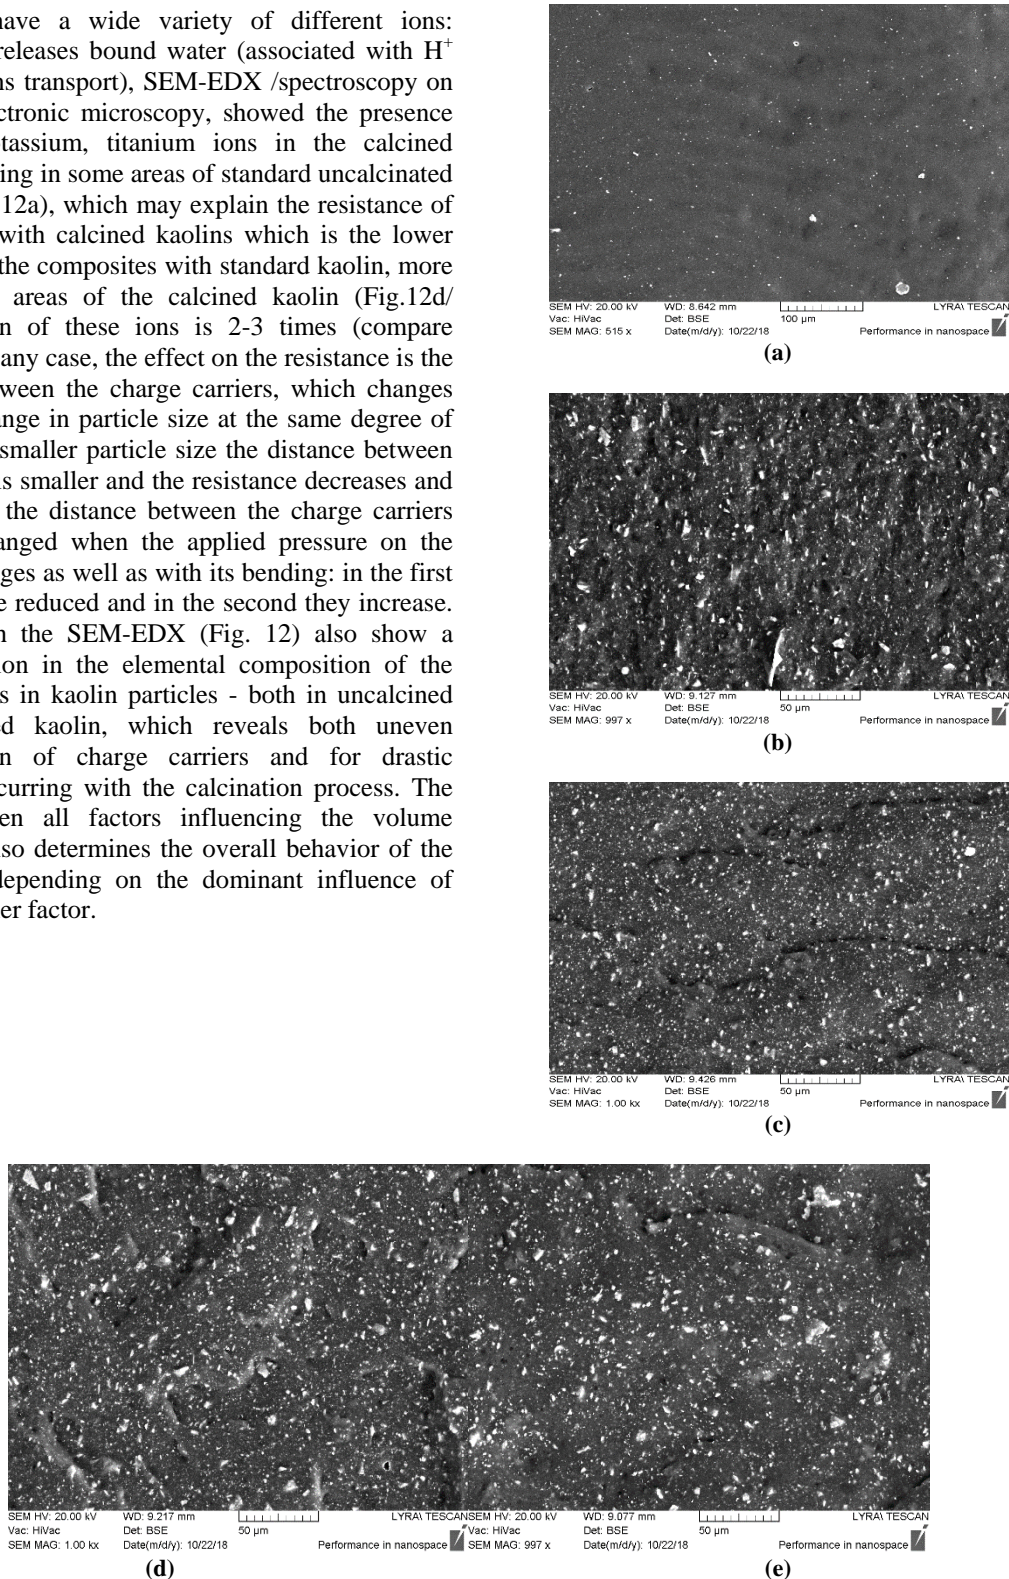 have a wide variety of different ions:
releases bound water (associated with H+
ns transport), SEM-EDX /spectroscopy on
ctronic microscopy, showed the presence
tassium, titanium ions in the calcined
ing in some areas of standard uncalcinated
12a), which may explain the resistance of
with calcined kaolins which is the lower
the composites with standard kaolin, more
areas of the calcined kaolin (Fig.12d/
n of these ions is 2-3 times (compare
any case, the effect on the resistance is the
ween the charge carriers, which changes
ange in particle size at the same degree of
smaller particle size the distance between
is smaller and the resistance decreases and
the distance between the charge carriers
anged when the applied pressure on the
ges as well as with its bending: in the first
e reduced and in the second they increase.
n the SEM-EDX (Fig. 12) also show a
ion in the elemental composition of the
s in kaolin particles - both in uncalcined
ed kaolin, which reveals both uneven
n of charge carriers and for drastic
curring with the calcination process. The
en all factors influencing the volume
so determines the overall behavior of the
depending on the dominant influence of
er factor.
SEM HV: 20.00 kV WD: 8.642 mm LYRA\ TESCAN
Vac: HiVac Det: BSE 100 µm
SEM MAG: 515 x Date(m/d/y): 10/22/18 Performance in nanospace
(a)
SEM HV: 20.00 kV WD: 9.127 mm LYRA\ TESCAN
Vac: HiVac Det: BSE 50 µm
SEM MAG: 997 x Date(m/d/y): 10/22/18 Performance in nanospace
(b)
SEM HV: 20.00 kV WD: 9.426 mm LYRA\ TESCAN
Vac: HiVac Det: BSE 50 µm
SEM MAG: 1.00 kx Date(m/d/y): 10/22/18 Performance in nanospace
(c)
SEM HV: 20.00 kV WD: 9.217 mm LYRA\ TESCAN
Vac: HiVac Det: BSE 50 µm
SEM MAG: 1.00 kx Date(m/d/y): 10/22/18 Performance in nanospace
(d)
SEM HV: 20.00 kV WD: 9.077 mm LYRA\ TESCAN
Vac: HiVac Det: BSE 50 µm
SEM MAG: 997 x Date(m/d/y): 10/22/18 Performance in nanospace
(e)